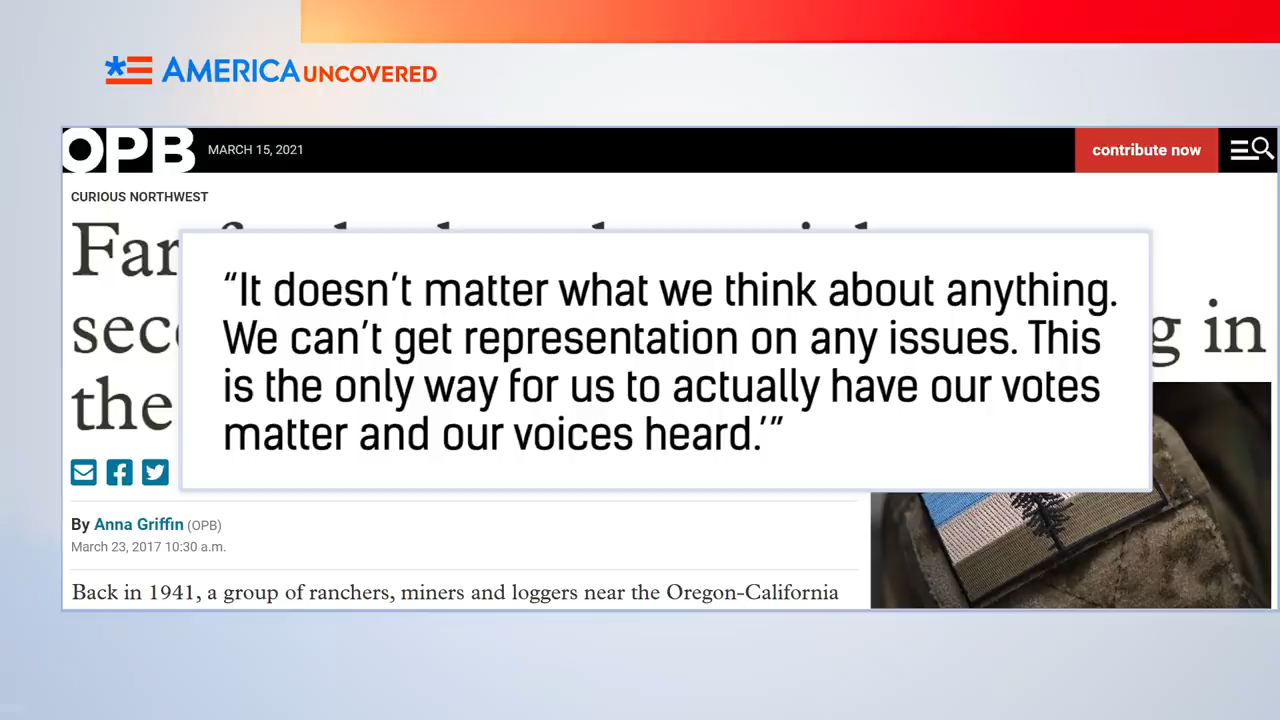 AMERICA UNCOVERED
OPB
MARCH 15, 2021
contribute now
CURIOUS NORTHWEST
“It doesn’t matter what we think about anything.
We can’t get representation on any issues. This
is the only way for us to actually have our votes
matter and our voices heard.’”
in
the
By Anna Griffin (OPB)
March 23, 2017 10:30 a.m.
Back in 1941, a group of ranchers, miners and loggers near the Oregon-California